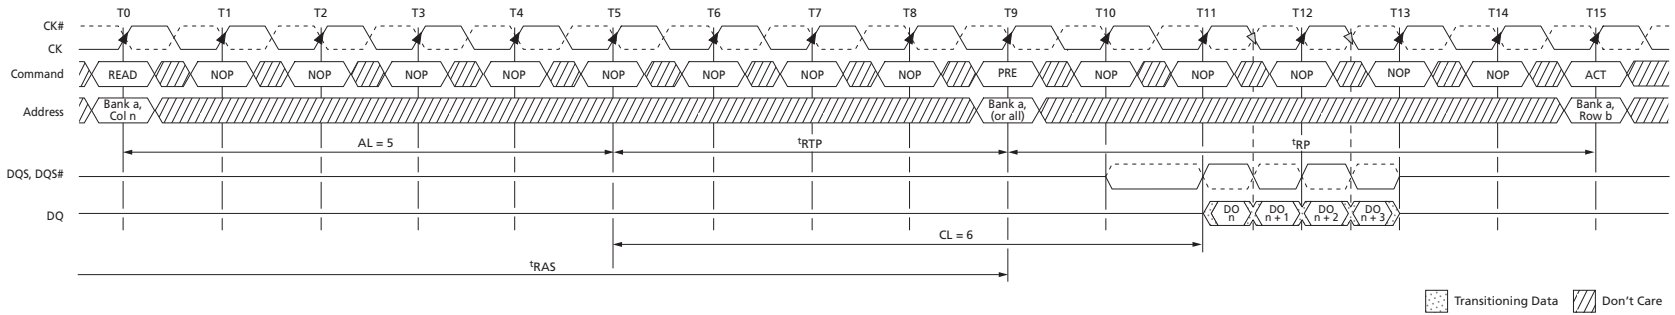 T0 T1 T2 T3 T4 T5 T6 T7 T8 T9 T10 T11 T12 T13 T14 T15
CK#
CK
Command READ NOP NOP NOP NOP NOP NOP NOP NOP PRE NOP NOP NOP NOP NOP ACT
Address Bank a, Col n Bank a, (or all) Bank a, Row b
AL = 5 tRTP tRP
DQS, DQS#
DQ DO n DO n + 1 DO n + 2 DO n + 3
CL = 6
tRAS
Transitioning Data Don't Care